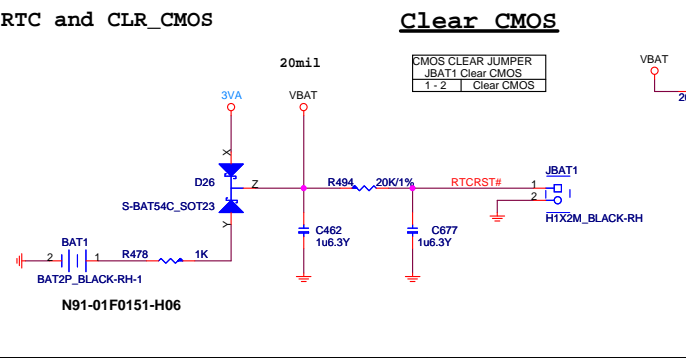 RTC and CLR_CMOS
Clear CMOS
20mil
CMOS CLEAR JUMPER
JBAT1 Clear CMOS
1 - 2 Clear CMOS
VBAT
3VA
VBAT
X
D26
Z
R494
20K/1%
RTCRST#
1
JBAT1
2
S-BAT54C_SOT23
Y
C462
1u6.3Y
C677
1u6.3Y
H1X2M_BLACK-RH
BAT1
2
1
R478
1K
BAT2P_BLACK-RH-1
N91-01F0151-H06